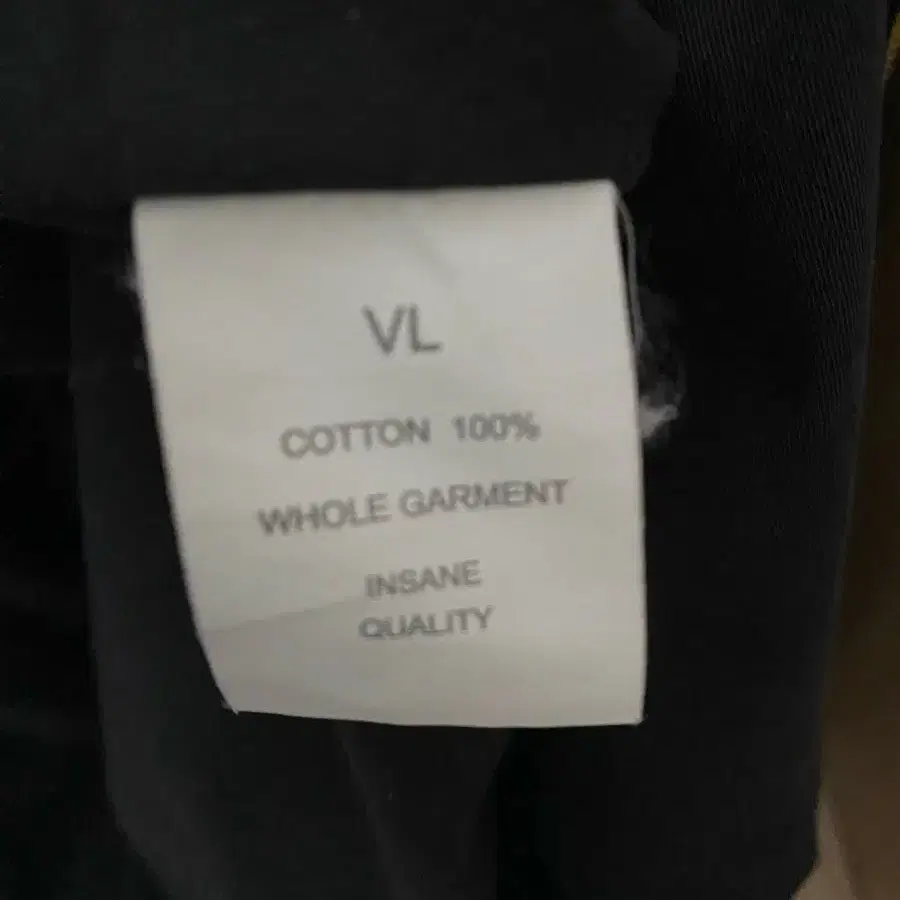 VL
COTTON 100%
WHOLE GARMENT
INSANE
QUALITY